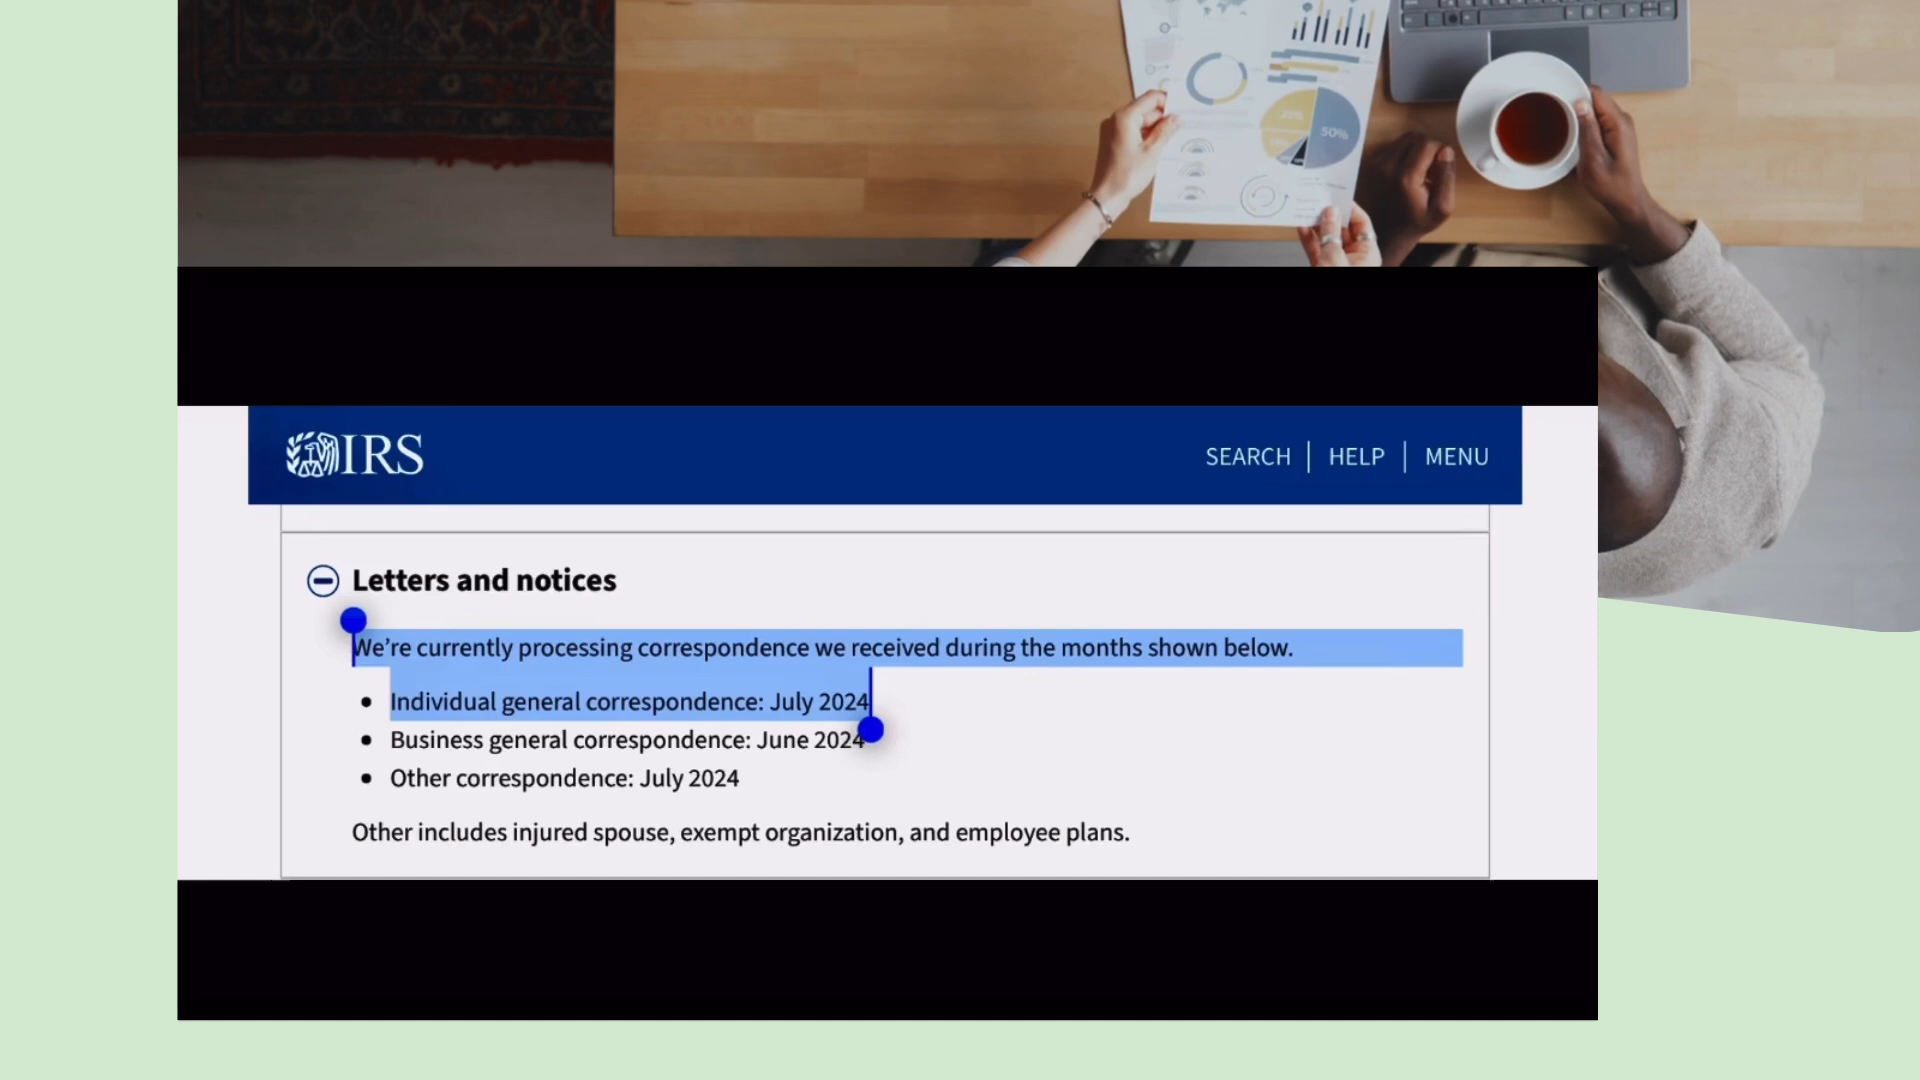 50%
IRS
SEARCH | HELP | MENU
Letters and notices
We’re currently processing correspondence we received during the months shown below.
• Individual general correspondence: July 2024
• Business general correspondence: June 2024
• Other correspondence: July 2024
Other includes injured spouse, exempt organization, and employee plans.